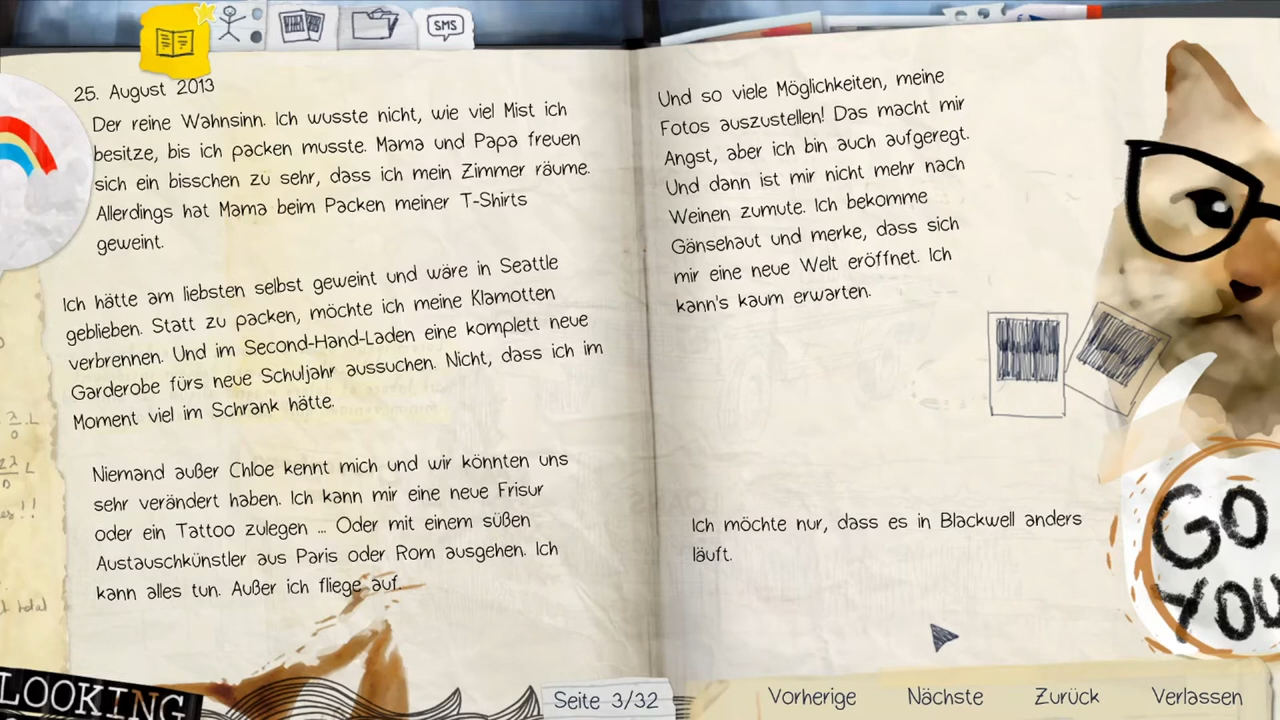 SMS
25. August 2013
Der reine Wahnsinn. Ich wusste nicht, wie viel Mist ich
besitze, bis ich packen musste. Mama und Papa freuen
sich ein bisschen zu sehr, dass ich mein Zimmer räume.
Allerdings hat Mama beim Packen meiner T-Shirts
geweint.
Ich hätte am liebsten selbst geweint und wäre in Seattle
geblieben. Statt zu packen, möchte ich meine Klamotten
verbrennen. Und im Second-Hand-Laden eine komplett neue
Garderobe fürs neue Schuljahr aussuchen. Nicht, dass ich im
Moment viel im Schrank hätte.
Niemand außer Chloe kennt mich und wir könnten uns
sehr verändert haben. Ich kann mir eine neue Frisur
oder ein Tattoo zulegen ... Oder mit einem süßen
Austauschkünstler aus Paris oder Rom ausgehen. Ich
kann alles tun. Außer ich fliege auf.
Und so viele Möglichkeiten, meine
Fotos auszustellen! Das macht mir
Angst, aber ich bin auch aufgeregt.
Und dann ist mir nicht mehr nach
Weinen zumute. Ich bekomme
Gänsehaut und merke, dass sich
mir eine neue Welt eröffnet. Ich
kann's kaum erwarten.
Ich möchte nur, dass es in Blackwell anders
läuft.
GO
YOU
LOOKING
Seite 3/32
Vorherige
Nächste
Zurück
Verlassen